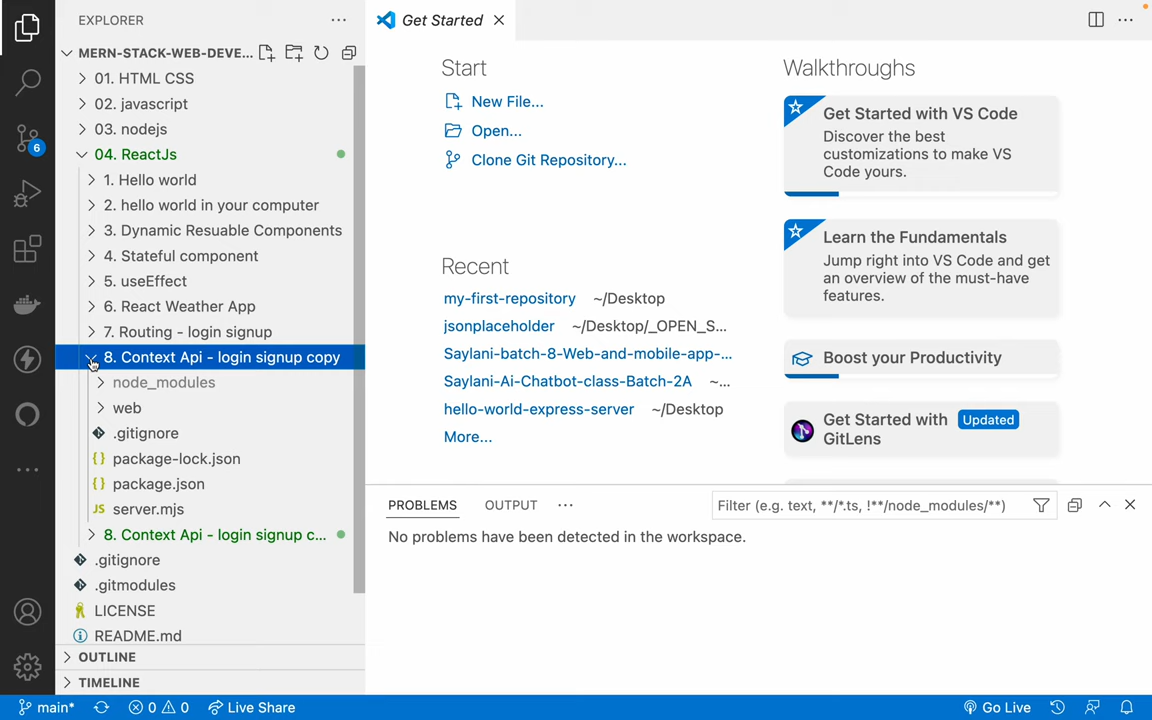 EXPLORER
MERN-STACK-WEB-DEVE...
01. HTML CSS
02. javascript
03. nodejs
04. ReactJs
1. Hello world
2. hello world in your computer
3. Dynamic Resuable Components
4. Stateful component
5. useEffect
6. React Weather App
7. Routing - login signup
8. Context Api - login signup copy
node_modules
web
.gitignore
{} package-lock.json
{} package.json
JS server.mjs
8. Context Api - login signup c...
.gitignore
.gitmodules
LICENSE
README.md
OUTLINE
TIMELINE
6
Get Started
Start
New File...
Open...
Clone Git Repository...
Recent
my-first-repository ~/Desktop
jsonplaceholder ~/Desktop/_OPEN_S...
Saylani-batch-8-Web-and-mobile-app-...
Saylani-Ai-Chatbot-class-Batch-2A ~...
hello-world-express-server ~/Desktop
More...
Walkthroughs
Get Started with VS Code
Discover the best
customizations to make VS
Code yours.
Learn the Fundamentals
Jump right into VS Code and get
an overview of the must-have
features.
Boost your Productivity
Get Started with Updated
GitLens
PROBLEMS OUTPUT ...
Filter (e.g. text, **/*.ts, !**/node_modules/**)
No problems have been detected in the workspace.
main* 0 0 Live Share
Go Live